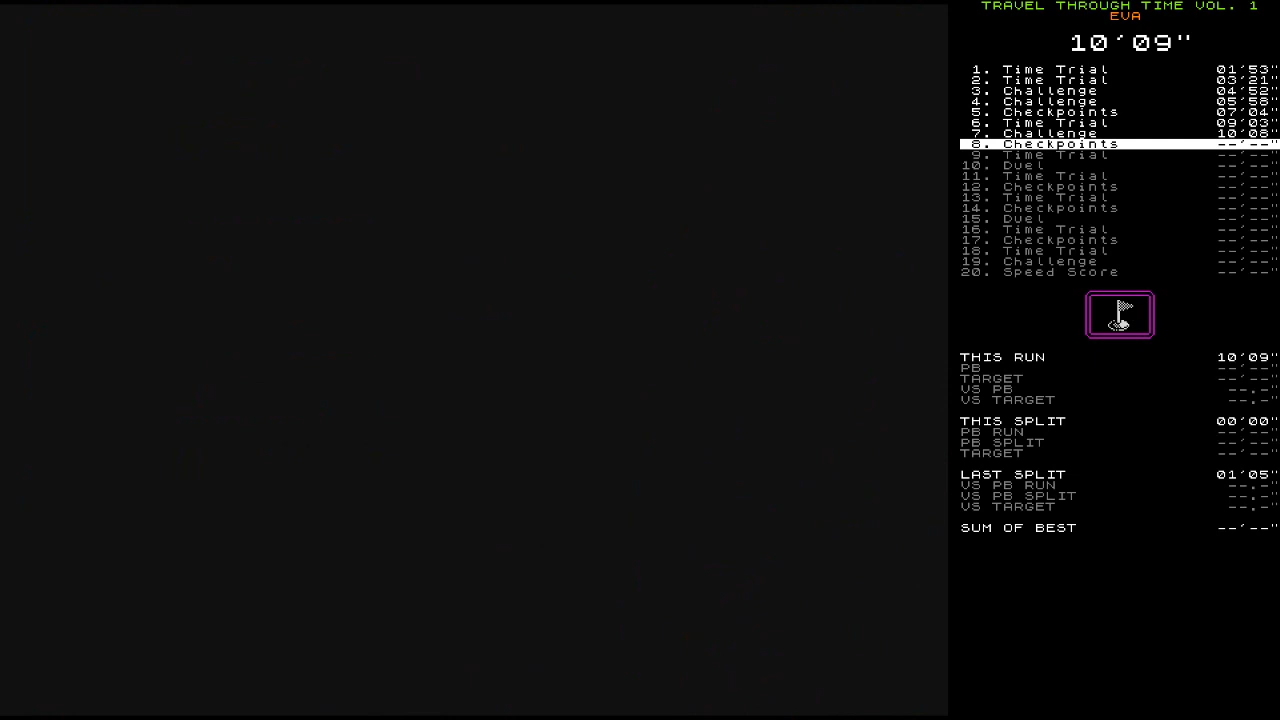 TRAVEL THROUGH TIME VOL. 1
EVA
10´09"
1. Time Trial 01´53"
2. Time Trial 03´21"
3. Challenge 04´52"
4. Challenge 05´58"
5. Checkpoints 07´04"
6. Time Trial 09´03"
7. Challenge 10´08"
8. Checkpoints --´--"
9. Time Trial --´--"
10. Duel --´--"
11. Time Trial --´--"
12. Checkpoints --´--"
13. Time Trial --´--"
14. Checkpoints --´--"
15. Duel --´--"
16. Time Trial --´--"
17. Checkpoints --´--"
18. Time Trial --´--"
19. Challenge --´--"
20. Speed Score --´--"
THIS RUN 10´09"
PB --´--"
TARGET --´--"
VS PB --.-"
VS TARGET --.-"
THIS SPLIT 00´00"
PB RUN --´--"
PB SPLIT --´--"
TARGET --´--"
LAST SPLIT 01´05"
VS PB RUN --.-"
VS PB SPLIT --.-"
VS TARGET --.-"
SUM OF BEST --´--"